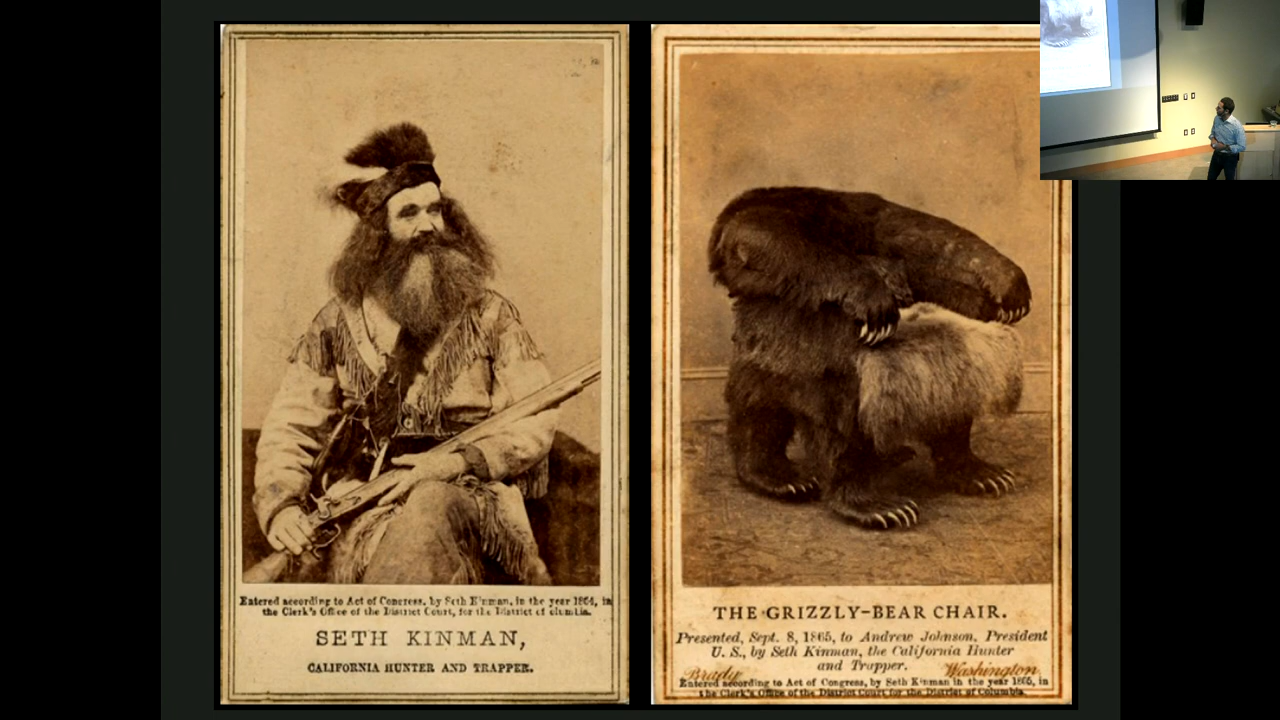 Entered according to Act of Congress, by Seth Kinman, in the year 1864, in
the Clerk's Office of the District Court, for the District of Columbia.
SETH KINMAN,
CALIFORNIA HUNTER AND TRAPPER.
THE GRIZZLY-BEAR CHAIR.
Presented, Sept. 8, 1865, to Andrew Johnson, President
U. S., by Seth Kinman, the California Hunter
and Trapper.
Brady Washington
Entered according to Act of Congress, by Seth Kinman in the year 1865, in
the Clerk's Office of the District Court for the District of Columbia.